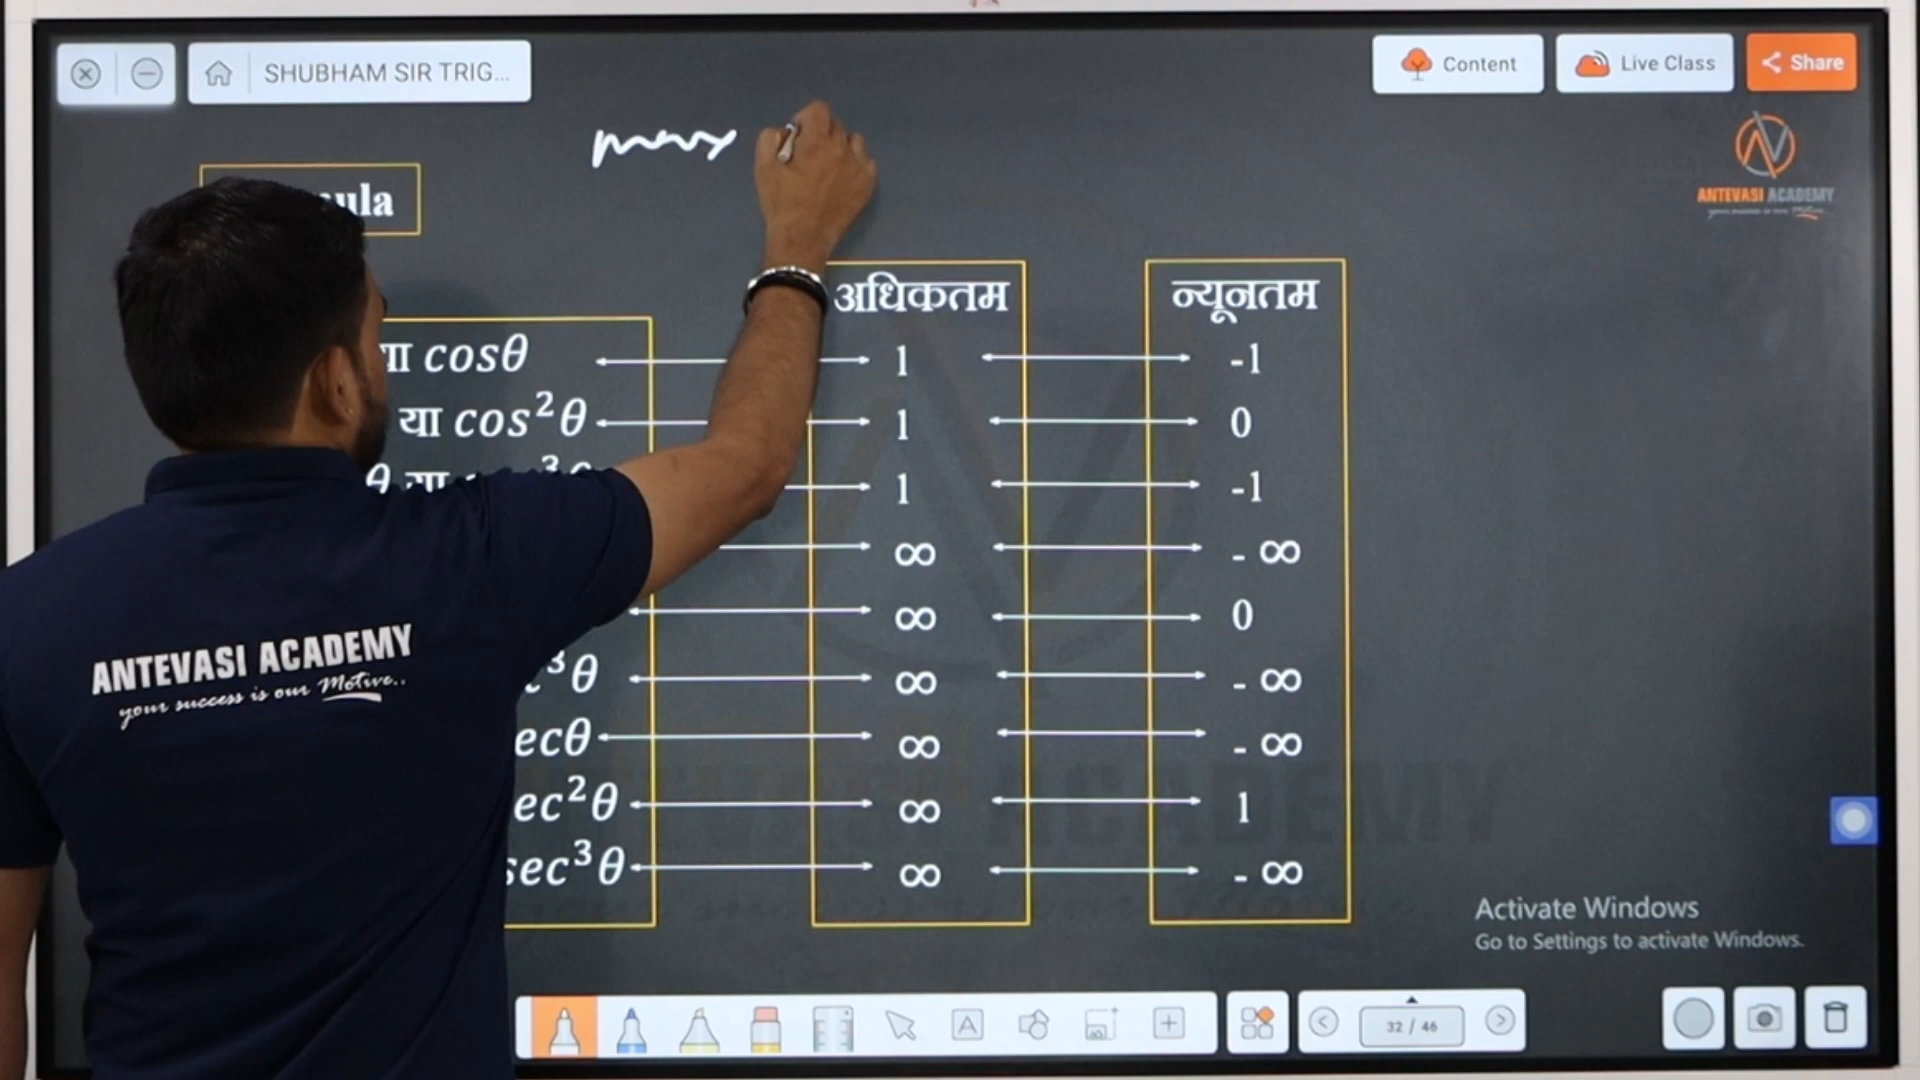 SHUBHAM SIR TRIG...
Content
Live Class
Share
ANTEVASI ACADEMY
max
अधिकतम
न्यूनतम
या cosθ 1 -1
या cos²θ 1 0
θ या 1 -1
∞ - ∞
∞ 0
³θ ∞ - ∞
ecθ ∞ - ∞
ec²θ ∞ 1
sec³θ ∞ - ∞
ANTEVASI ACADEMY
your success is our Motive..
Activate Windows
Go to Settings to activate Windows.
A
32 / 46